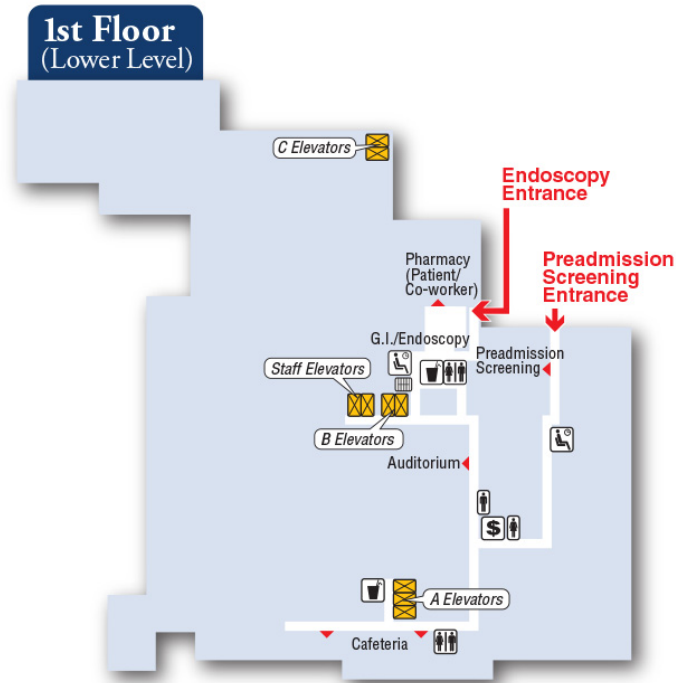 1st Floor
(Lower Level)
C Elevators
Endoscopy
Entrance
Pharmacy
(Patient/
Co-worker)
Preadmission
Screening
Entrance
G.I./Endoscopy
Preadmission
Screening
Staff Elevators
B Elevators
Auditorium
$
A Elevators
Cafeteria